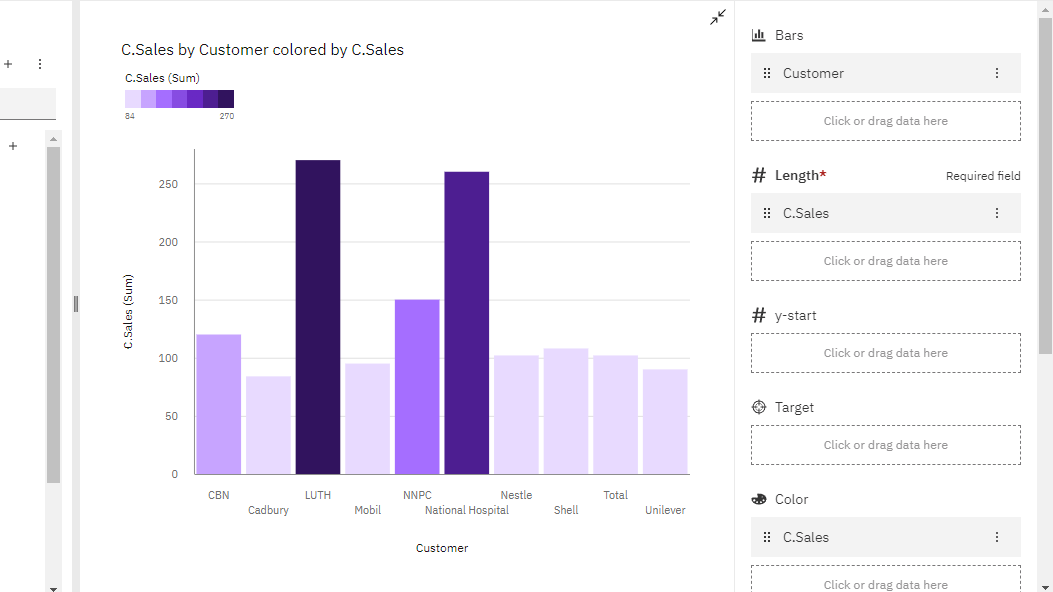 C.Sales by Customer colored by C.Sales
C.Sales (Sum)
84 270
250
200
150
100
50
0
C.Sales (Sum)
CBN
Cadbury
LUTH
Mobil
NNPC
National Hospital
Nestle
Shell
Total
Unilever
Customer
Bars
Customer
Click or drag data here
# Length* Required field
C.Sales
Click or drag data here
# y-start
Click or drag data here
Target
Click or drag data here
Color
C.Sales
Click or drag data here